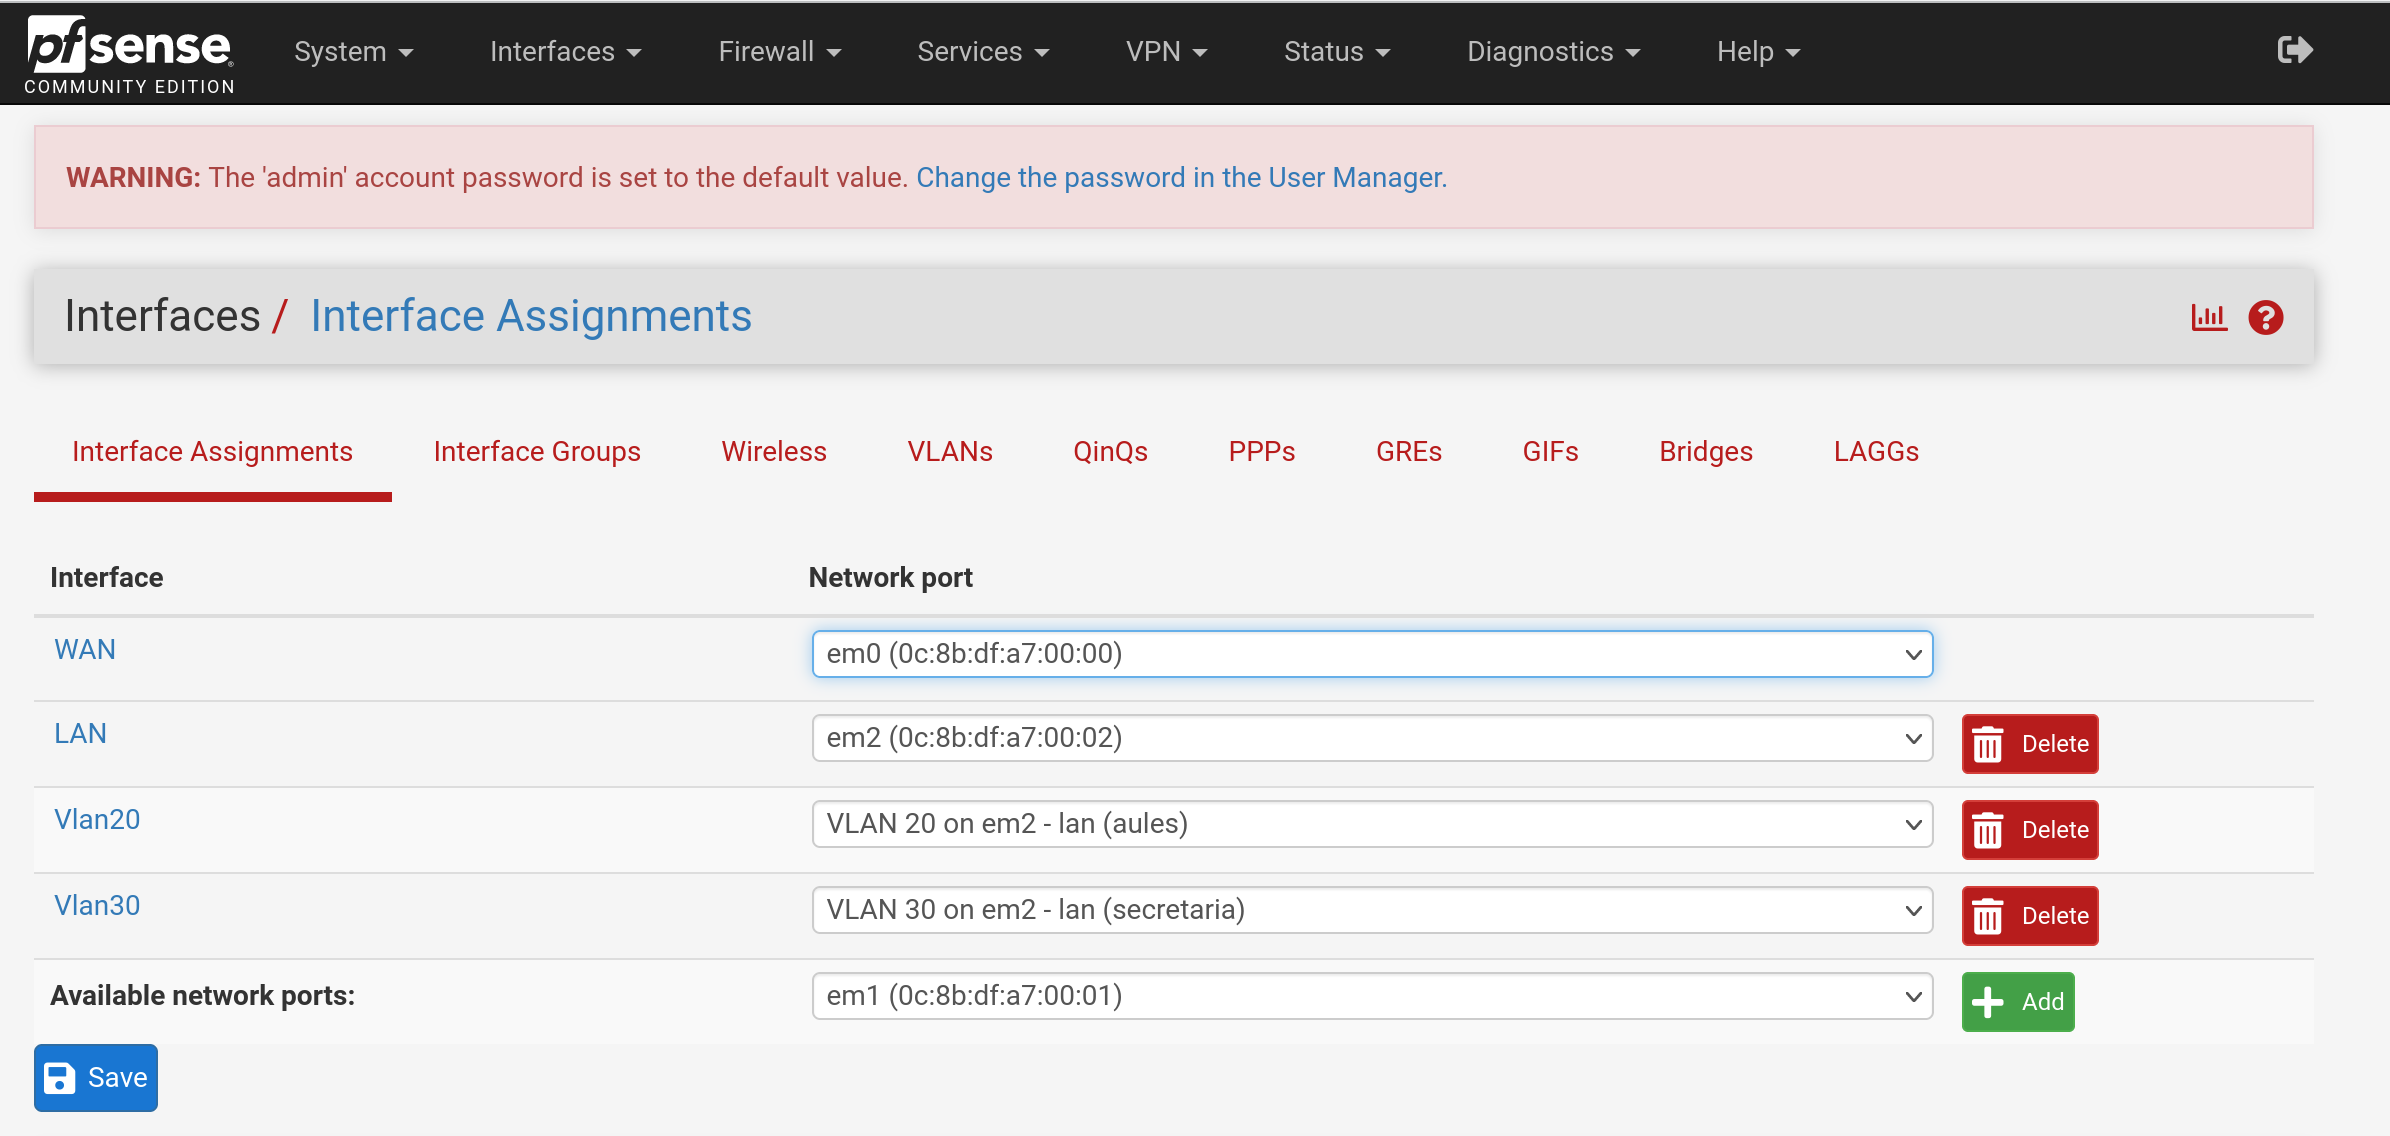 pfsense
COMMUNITY EDITION
System Interfaces Firewall Services VPN Status Diagnostics Help
WARNING: The 'admin' account password is set to the default value. Change the password in the User Manager.
Interfaces / Interface Assignments
Interface Assignments Interface Groups Wireless VLANs QinQs PPPs GREs GIFs Bridges LAGGs
Interface Network port
WAN em0 (0c:8b:df:a7:00:00)
LAN em2 (0c:8b:df:a7:00:02) Delete
Vlan20 VLAN 20 on em2 - lan (aules) Delete
Vlan30 VLAN 30 on em2 - lan (secretaria) Delete
Available network ports: em1 (0c:8b:df:a7:00:01) Add
Save